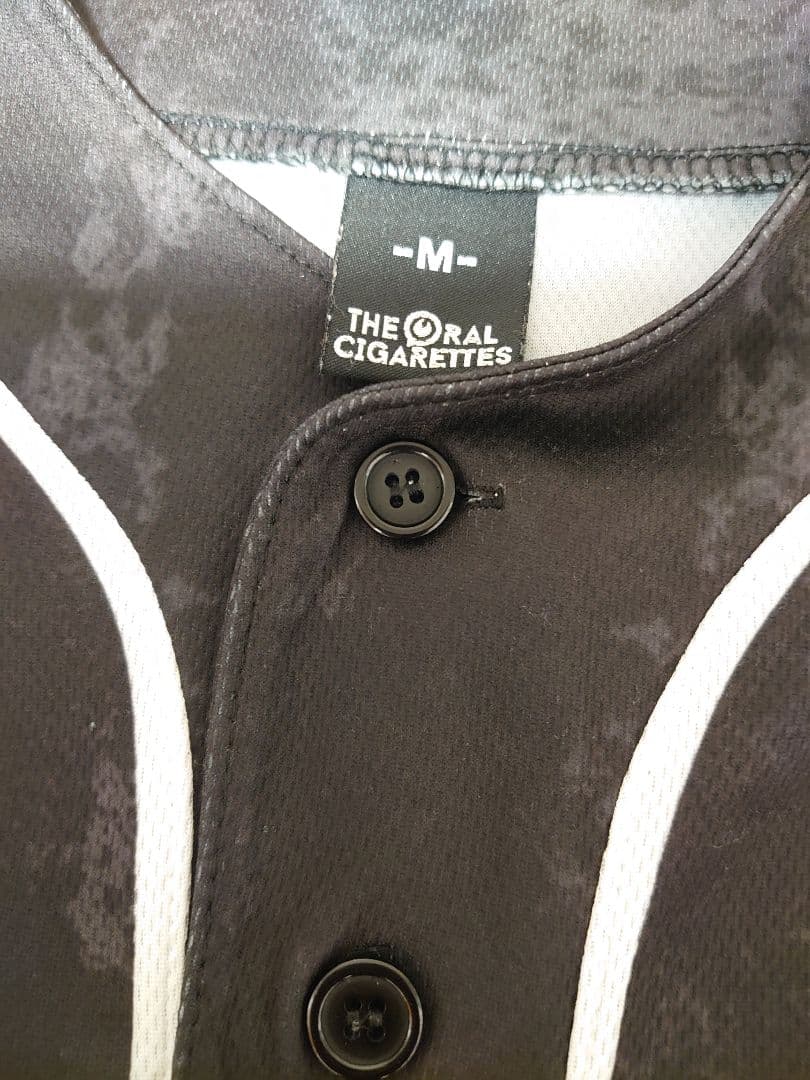 -M-
THE ORAL
CIGARETTES